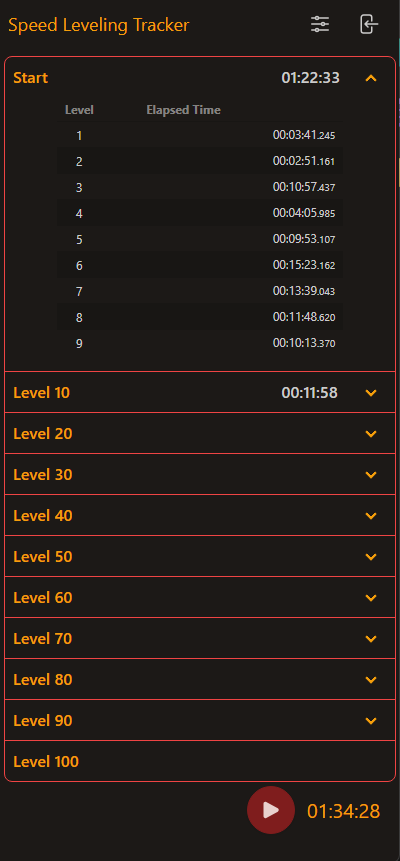 Speed Leveling Tracker
Start 01:22:33
Level Elapsed Time
1 00:03:41.245
2 00:02:51.161
3 00:10:57.437
4 00:04:05.985
5 00:09:53.107
6 00:15:23.162
7 00:13:39.043
8 00:11:48.620
9 00:10:13.370
Level 10 00:11:58
Level 20
Level 30
Level 40
Level 50
Level 60
Level 70
Level 80
Level 90
Level 100
01:34:28